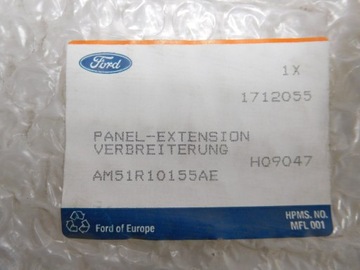 Ford
1X
1712055
PANEL-EXTENSION
VERBREITERUNG
H09047
AM51R10155AE
Ford of Europe
HPMS. NO.
MFL 001